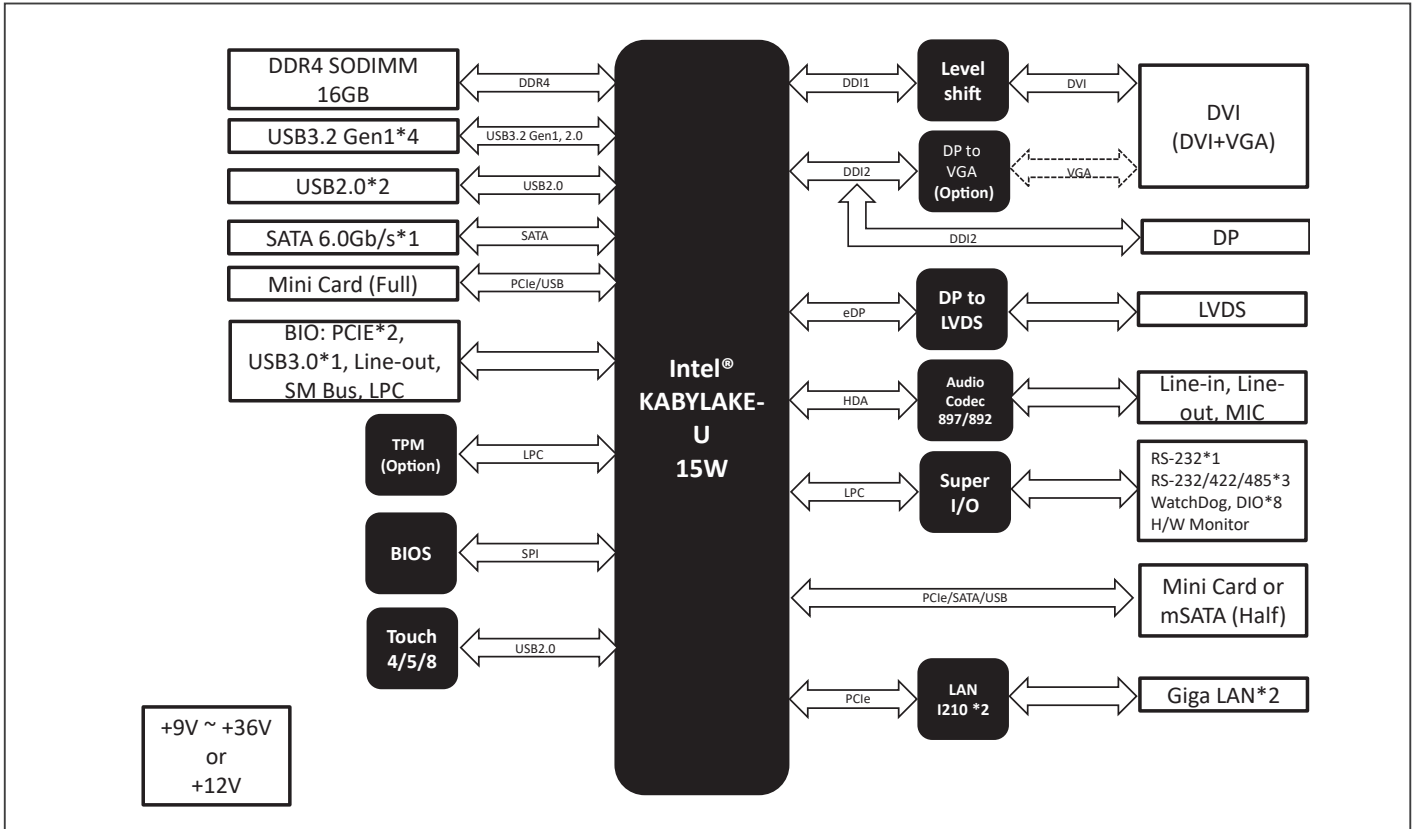 DDR4 SODIMM
16GB
DDR4
USB3.2 Gen1*4
USB3.2 Gen1, 2.0
USB2.0*2
USB2.0
SATA 6.0Gb/s*1
SATA
Mini Card (Full)
PCIe/USB
BIO: PCIE*2,
USB3.0*1, Line-out,
SM Bus, LPC
TPM
(Option)
LPC
BIOS
SPI
Touch
4/5/8
USB2.0
+9V ~ +36V
or
+12V
Intel®
KABYLAKE-
U
15W
DDI1
Level
shift
DVI
DVI
(DVI+VGA)
DDI2
DP to
VGA
(Option)
VGA
DDI2
DP
eDP
DP to
LVDS
LVDS
HDA
Audio
Codec
897/892
Line-in, Line-
out, MIC
LPC
Super
I/O
RS-232*1
RS-232/422/485*3
WatchDog, DIO*8
H/W Monitor
PCIe/SATA/USB
Mini Card or
mSATA (Half)
PCIe
LAN
I210 *2
Giga LAN*2